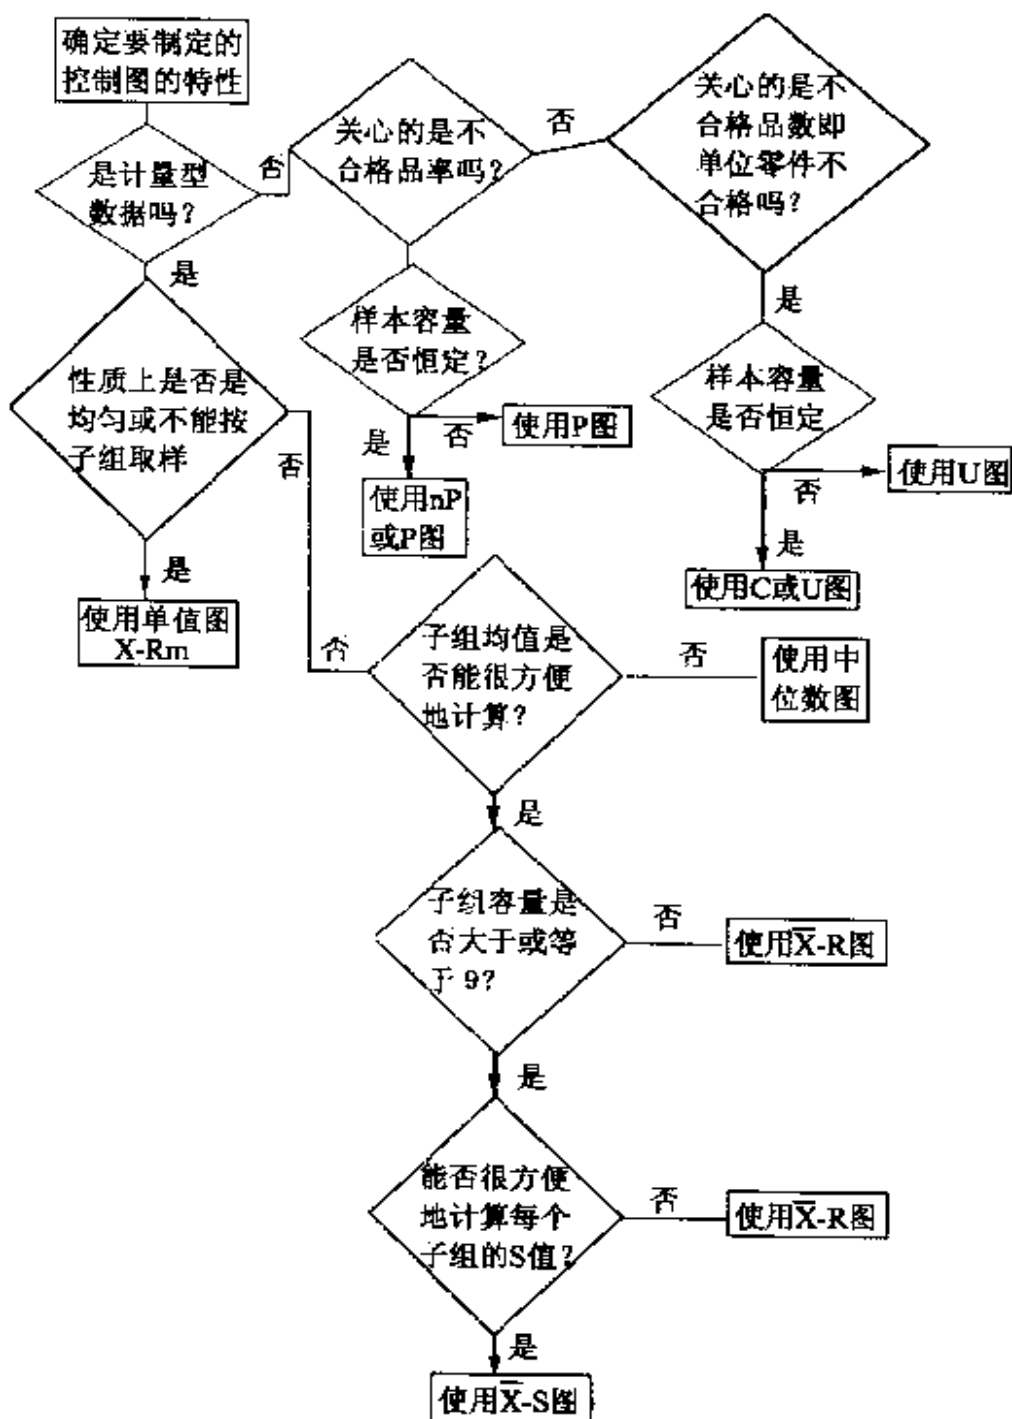 确定要制定的
控制图的特性
是计量型
数据吗?
否
关心的是不
合格品率吗?
否
关心的是不
合格品数即
单位零件不
合格吗?
是
是
性质上是否是
均匀或不能按
子组取样
否
是
使用单值图
X-Rm
样本容量
是否恒定?
否
使用P图
是
使用nP
或P图
样本容量
是否恒定
否
使用U图
是
使用C或U图
否
子组均值是
否能很方便
地计算?
否
使用中
位数图
是
子组容量是
否大于或等
于9?
否
使用X̄-R图
是
能否很方便
地计算每个
子组的S值?
否
使用X̄-R图
是
使用X̄-S图